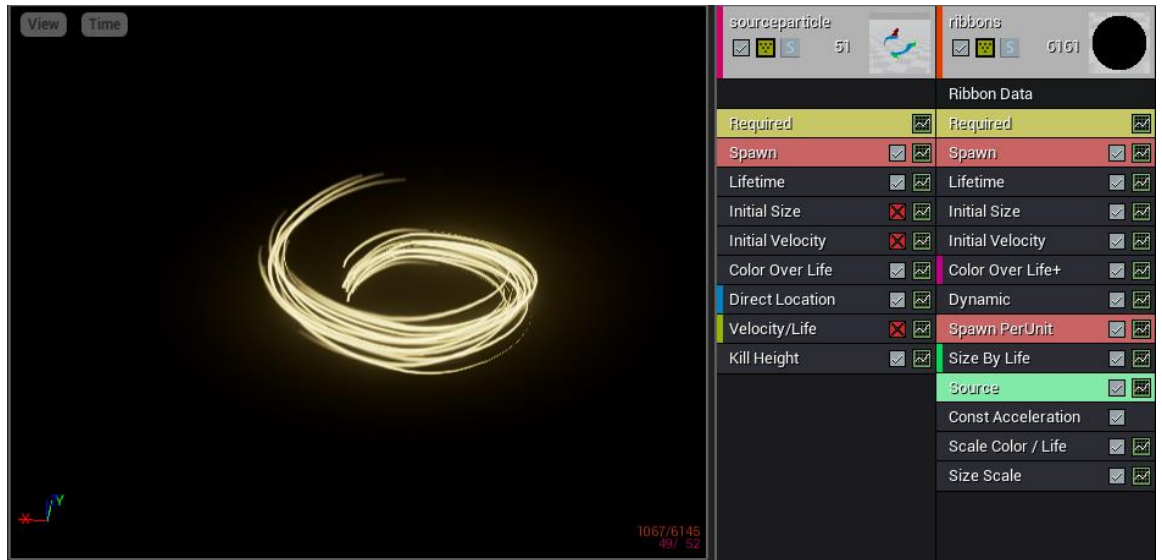 View Time
X Y
1067/6145
49/ 52
sourceparticle
S 51
Required
Spawn
Lifetime
Initial Size
Initial Velocity
Color Over Life
Direct Location
Velocity/Life
Kill Height
ribbons
S 6161
Ribbon Data
Required
Spawn
Lifetime
Initial Size
Initial Velocity
Color Over Life+
Dynamic
Spawn PerUnit
Size By Life
Source
Const Acceleration
Scale Color / Life
Size Scale